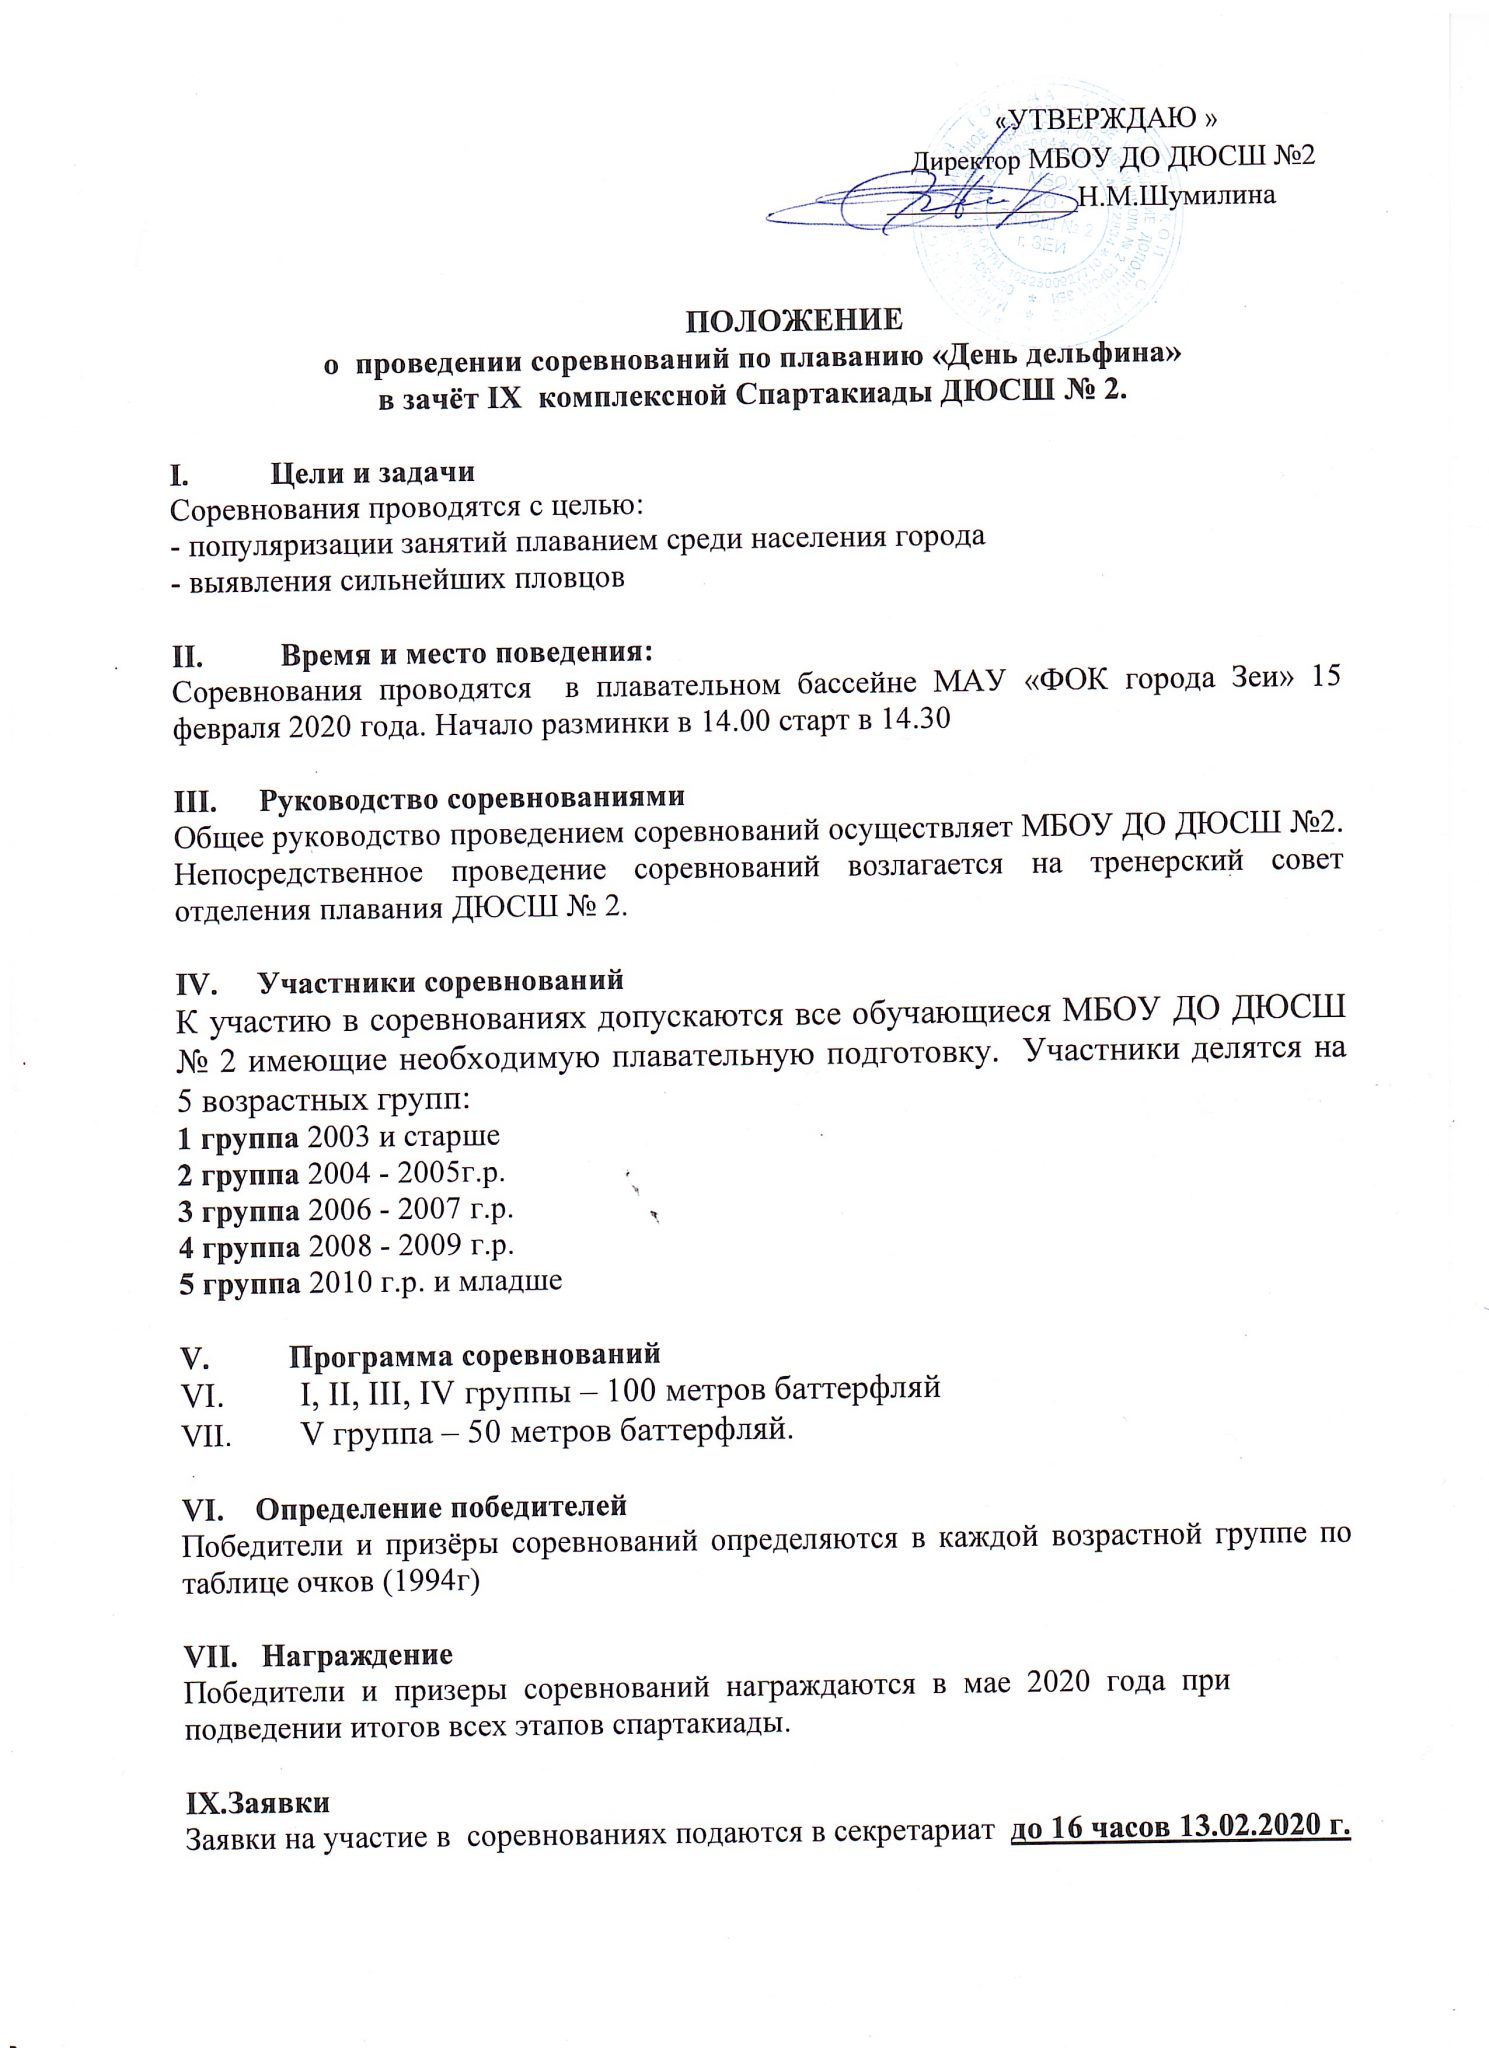 «УТВЕРЖДАЮ »
Директор МБОУ ДО ДЮСШ №2
Н.М.Шумилина
МБОУ
ДО
ДЮСШ № 2
г. ЗЕИ
ПОЛОЖЕНИЕ
о проведении соревнований по плаванию «День дельфина»
в зачёт IX комплексной Спартакиады ДЮСШ № 2.
I. Цели и задачи
Соревнования проводятся с целью:
- популяризации занятий плаванием среди населения города
- выявления сильнейших пловцов
II. Время и место поведения:
Соревнования проводятся в плавательном бассейне МАУ «ФОК города Зеи» 15
февраля 2020 года. Начало разминки в 14.00 старт в 14.30
III. Руководство соревнованиями
Общее руководство проведением соревнований осуществляет МБОУ ДО ДЮСШ №2.
Непосредственное проведение соревнований возлагается на тренерский совет
отделения плавания ДЮСШ № 2.
IV. Участники соревнований
К участию в соревнованиях допускаются все обучающиеся МБОУ ДО ДЮСШ
№ 2 имеющие необходимую плавательную подготовку. Участники делятся на
5 возрастных групп:
1 группа 2003 и старше
2 группа 2004 - 2005г.р.
3 группа 2006 - 2007 г.р.
4 группа 2008 - 2009 г.р.
5 группа 2010 г.р. и младше
V. Программа соревнований
VI. I, II, III, IV группы – 100 метров баттерфляй
VII. V группа – 50 метров баттерфляй.
VI. Определение победителей
Победители и призёры соревнований определяются в каждой возрастной группе по
таблице очков (1994г)
VII. Награждение
Победители и призеры соревнований награждаются в мае 2020 года при
подведении итогов всех этапов спартакиады.
IX.Заявки
Заявки на участие в соревнованиях подаются в секретариат до 16 часов 13.02.2020 г.